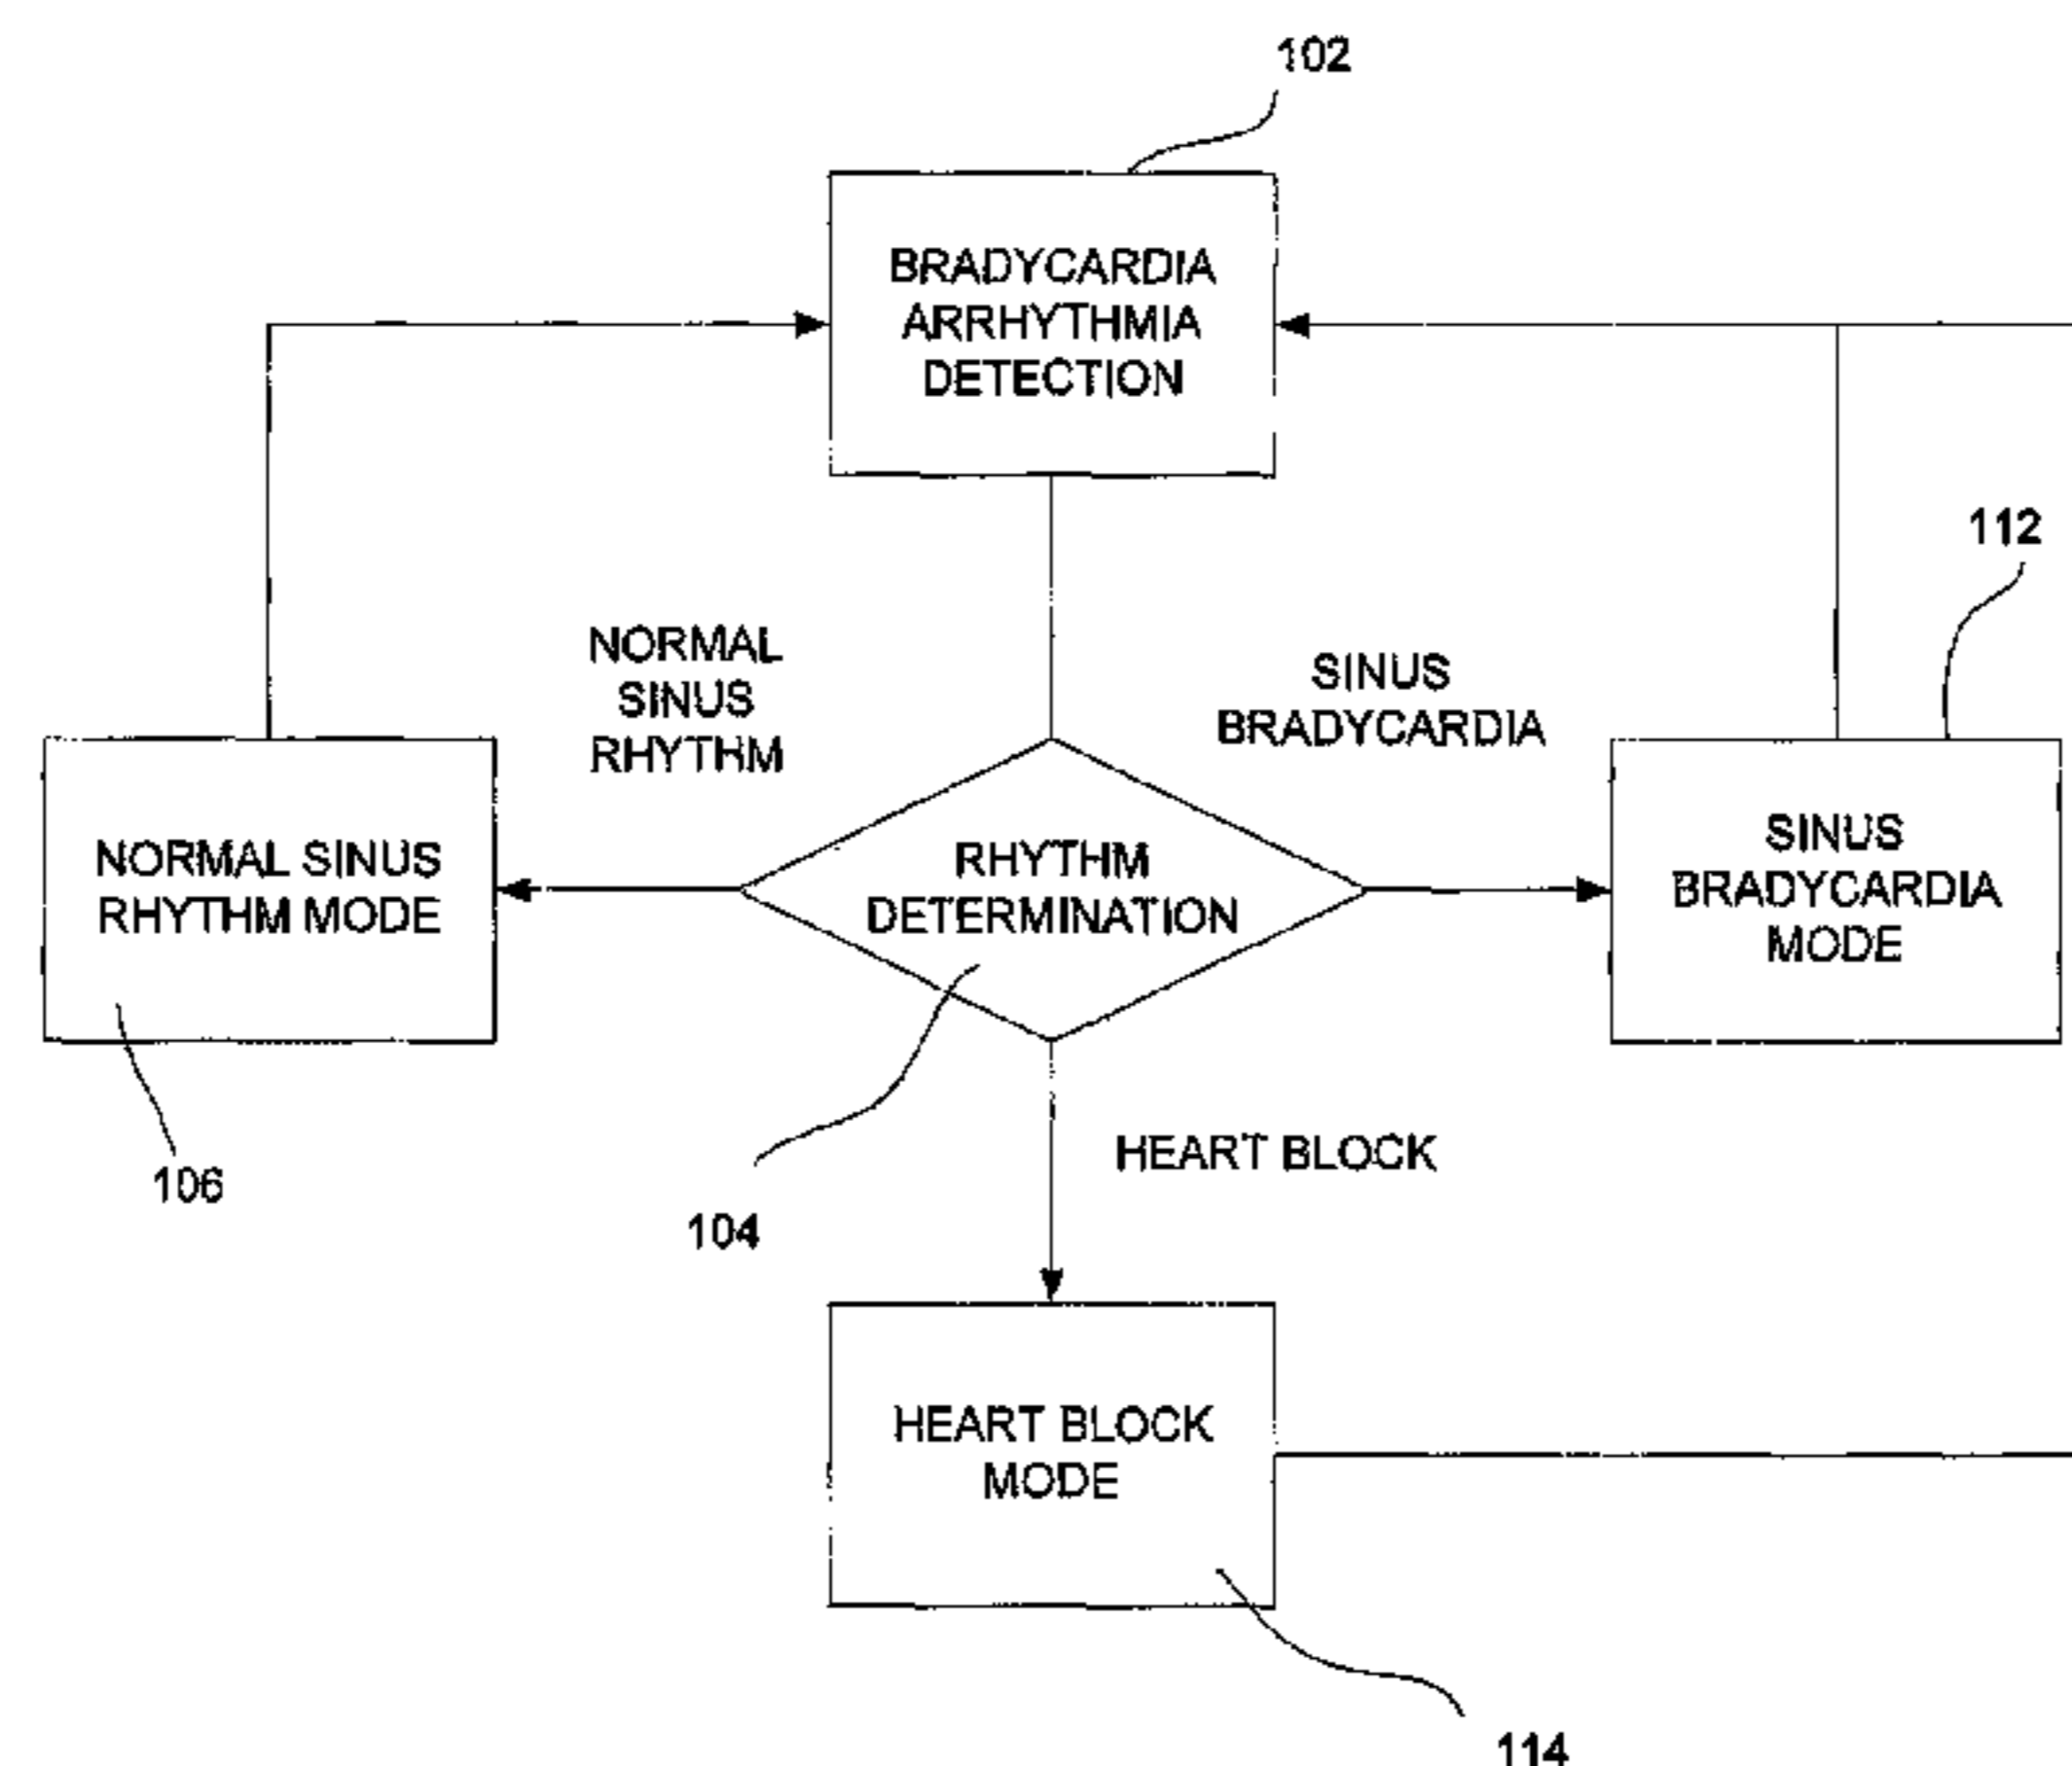 102
BRADYCARDIA
ARRHYTHMIA
DETECTION
112
NORMAL
SINUS
RHYTHM
SINUS
BRADYCARDIA
NORMAL SINUS
RHYTHM MODE
RHYTHM
DETERMINATION
SINUS
BRADYCARDIA
MODE
106
104
HEART BLOCK
HEART BLOCK
MODE
114